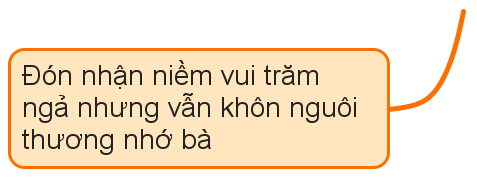 Đón nhận niềm vui trăm
ngả nhưng vẫn khôn nguôi
thương nhớ bà